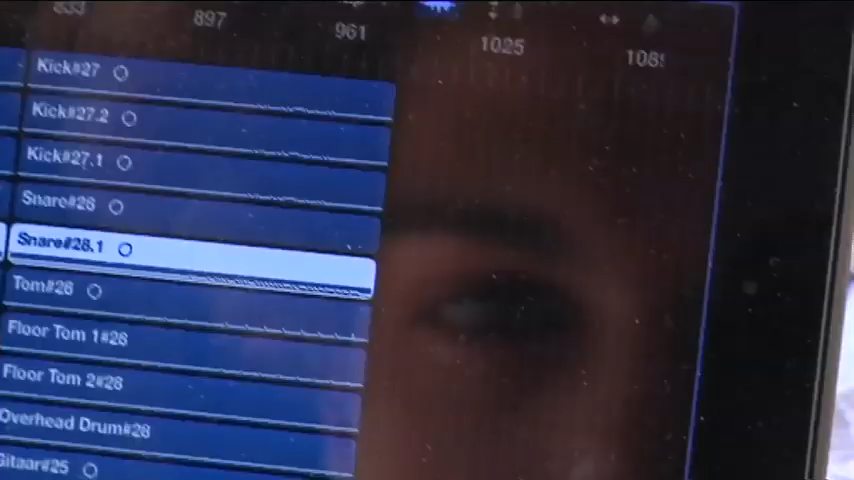 833
897
961
1025
Kick#27
Kick#27.2
Kick#27.1
Snare#28
Snare#28.1
Tom#28
Floor Tom 1#28
Floor Tom 2#28
Overhead Drum#28
Gitaar#25